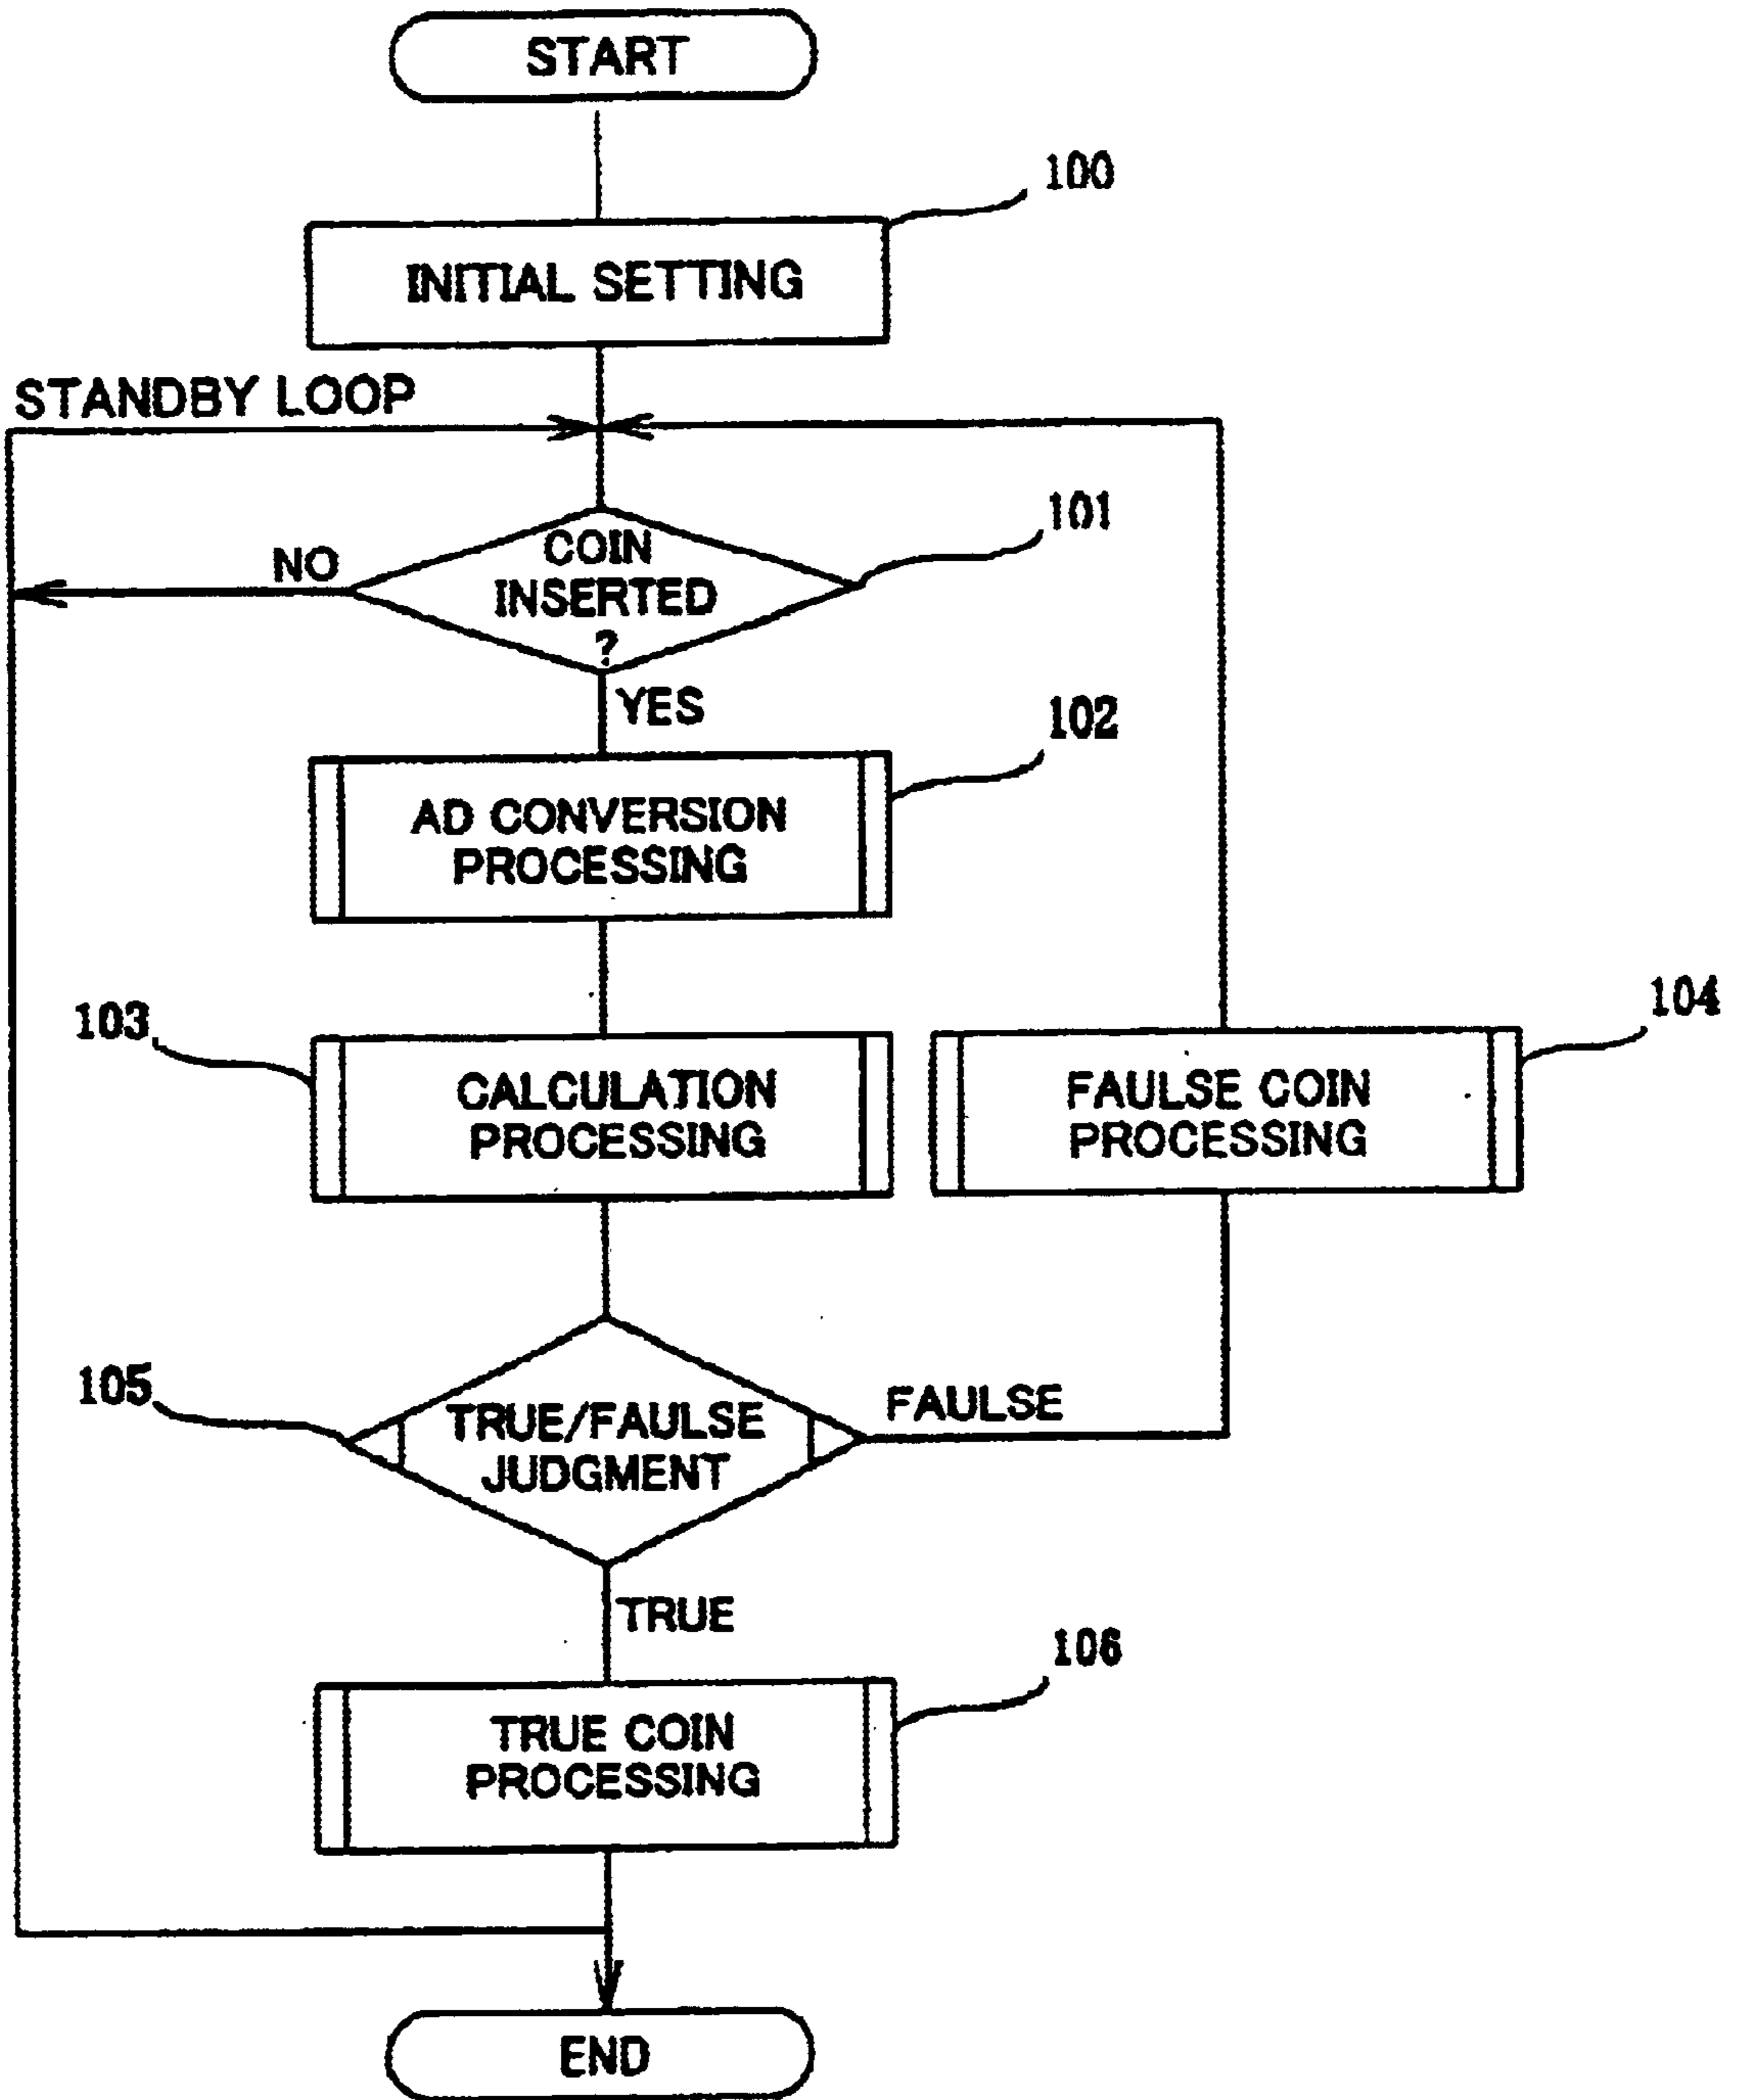 START
100
INITIAL SETTING
STANDBY LOOP
101
NO
COIN
INSERTED
?
YES
102
AD CONVERSION
PROCESSING
103
CALCULATION
PROCESSING
104
FAULSE COIN
PROCESSING
105
TRUE/FAULSE
JUDGMENT
FAULSE
TRUE
106
TRUE COIN
PROCESSING
END